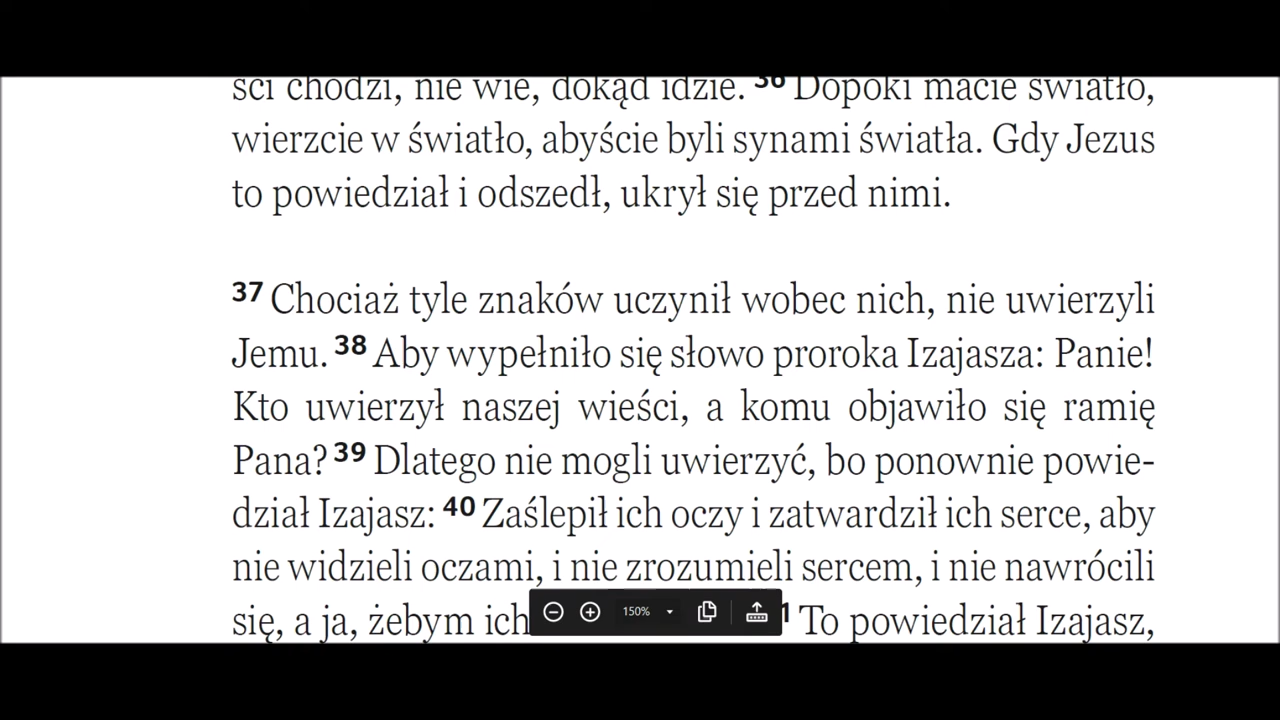 ści chodzi, nie wie, dokąd idzie. 36 Dopóki macie światło,
wierzcie w światło, abyście byli synami światła. Gdy Jezus
to powiedział i odszedł, ukrył się przed nimi.
37 Chociaż tyle znaków uczynił wobec nich, nie uwierzyli
Jemu. 38 Aby wypełniło się słowo proroka Izajasza: Panie!
Kto uwierzył naszej wieści, a komu objawiło się ramię
Pana? 39 Dlatego nie mogli uwierzyć, bo ponownie powie-
dział Izajasz: 40 Zaślepił ich oczy i zatwardził ich serce, aby
nie widzieli oczami, i nie zrozumieli sercem, i nie nawrócili
się, a ja, żebym ich 1 To powiedział Izajasz,
150%